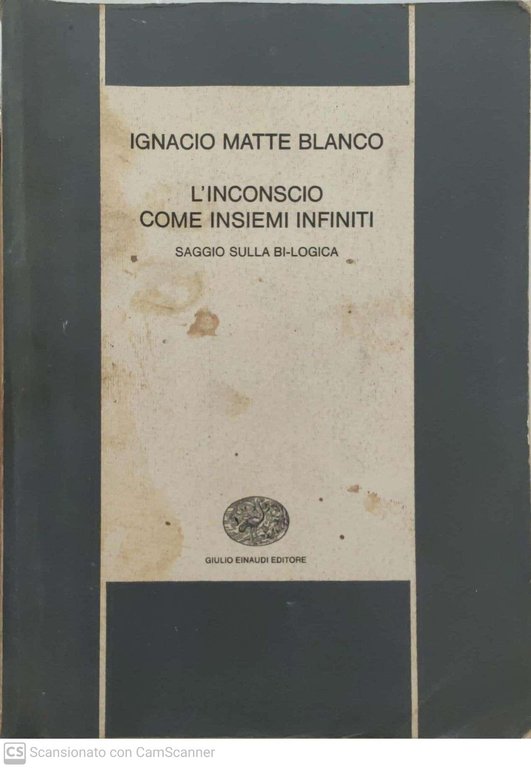 IGNACIO MATTE BLANCO
L'INCONSCIO
COME INSIEMI INFINITI
SAGGIO SULLA BI-LOGICA
GIULIO EINAUDI EDITORE
CS Scansionato con CamScanner